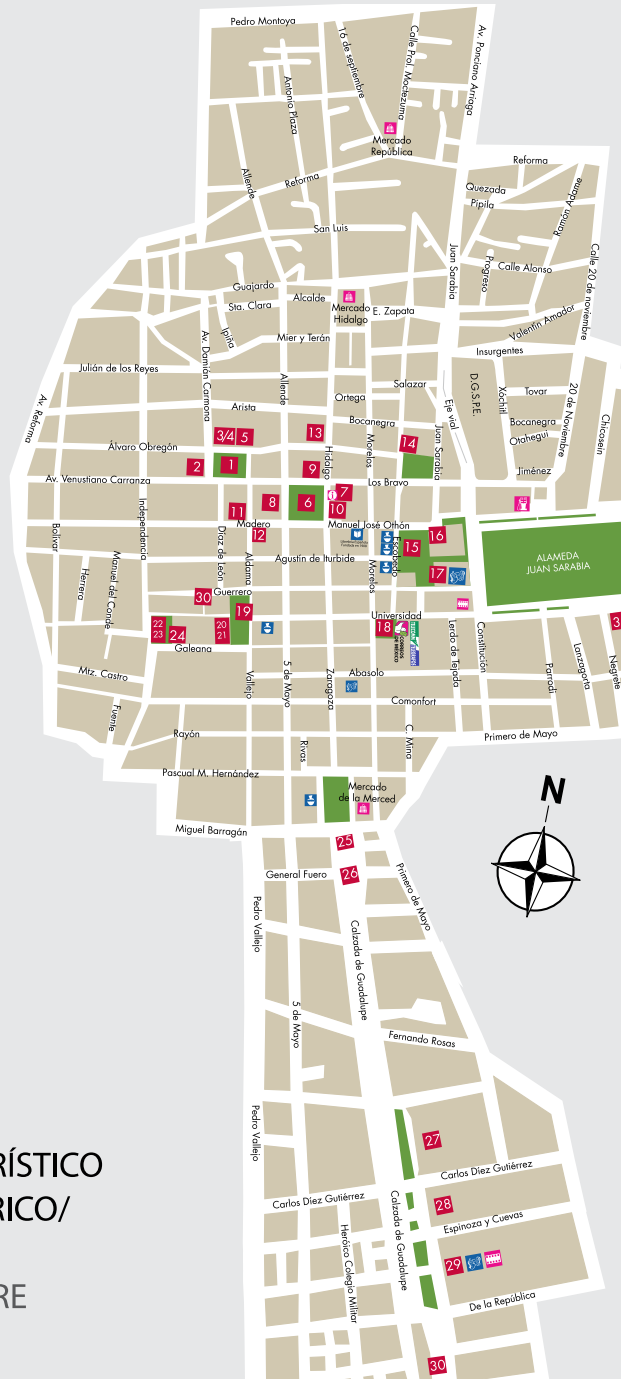 Pedro Montoya
16 de septiembre
Calle Prol. Moctezuma
Av. Ponciano Arriaga
Antonio Plaza
Mercado
República
Reforma
Allende
Reforma
Quezada
Pípila
Ramón Adame
San Luis
Juan Sarabia
Progreso
Calle Alonso
Calle 20 de noviembre
Guajardo
Sta. Clara
Alcalde
Mercado
Hidalgo
E. Zapata
Valentín Amador
Av. Damián Carmona
Ipiña
Mier y Terán
Insurgentes
Julián de los Reyes
Allende
Salazar
D.G.S.P.E.
Xóchitl
Tovar
20 de Noviembre
Av. Reforma
Arista
Ortega
Bocanegra
Eje vial
Bocanegra
Otahegui
Chicosein
3/4
5
13
14
Morelos
Juan Sarabia
Álvaro Obregón
2
1
9
Hidalgo
Jiménez
Av. Venustiano Carranza
Los Bravo
Independencia
11
8
6
7
10
Madero
12
Manuel José Othón
16
Bolívar
Díaz de León
Aldama
Agustín de Iturbide
Escobedo
15
ALAMEDA
JUAN SARABIA
Herrera
Manuel del Conde
Morelos
17
30
Guerrero
19
Universidad
22
23
24
20
21
18
CORREOS
DE MÉXICO
3
Galeana
Lerdo de Tejada
Constitución
Mtz. Castro
Vallejo
5 de Mayo
Zaragoza
Abasolo
Parrodi
Lanzagorta
Negrete
Comonfort
Fuente
Rayón
Rivas
C. Mina
Primero de Mayo
Pascual M. Hernández
Mercado
de la Merced
N
Miguel Barragán
25
General Fuero
26
Primero de Mayo
Pedro Vallejo
Calzada de Guadalupe
5 de Mayo
Fernando Rosas
Pedro Vallejo
27
RÍSTICO
Carlos Díez Gutiérrez
Carlos Díez Gutiérrez
RICO/
Calzada de Guadalupe
28
Espinoza y Cuevas
Heróico Colegio Militar
29
RE
De la República
30